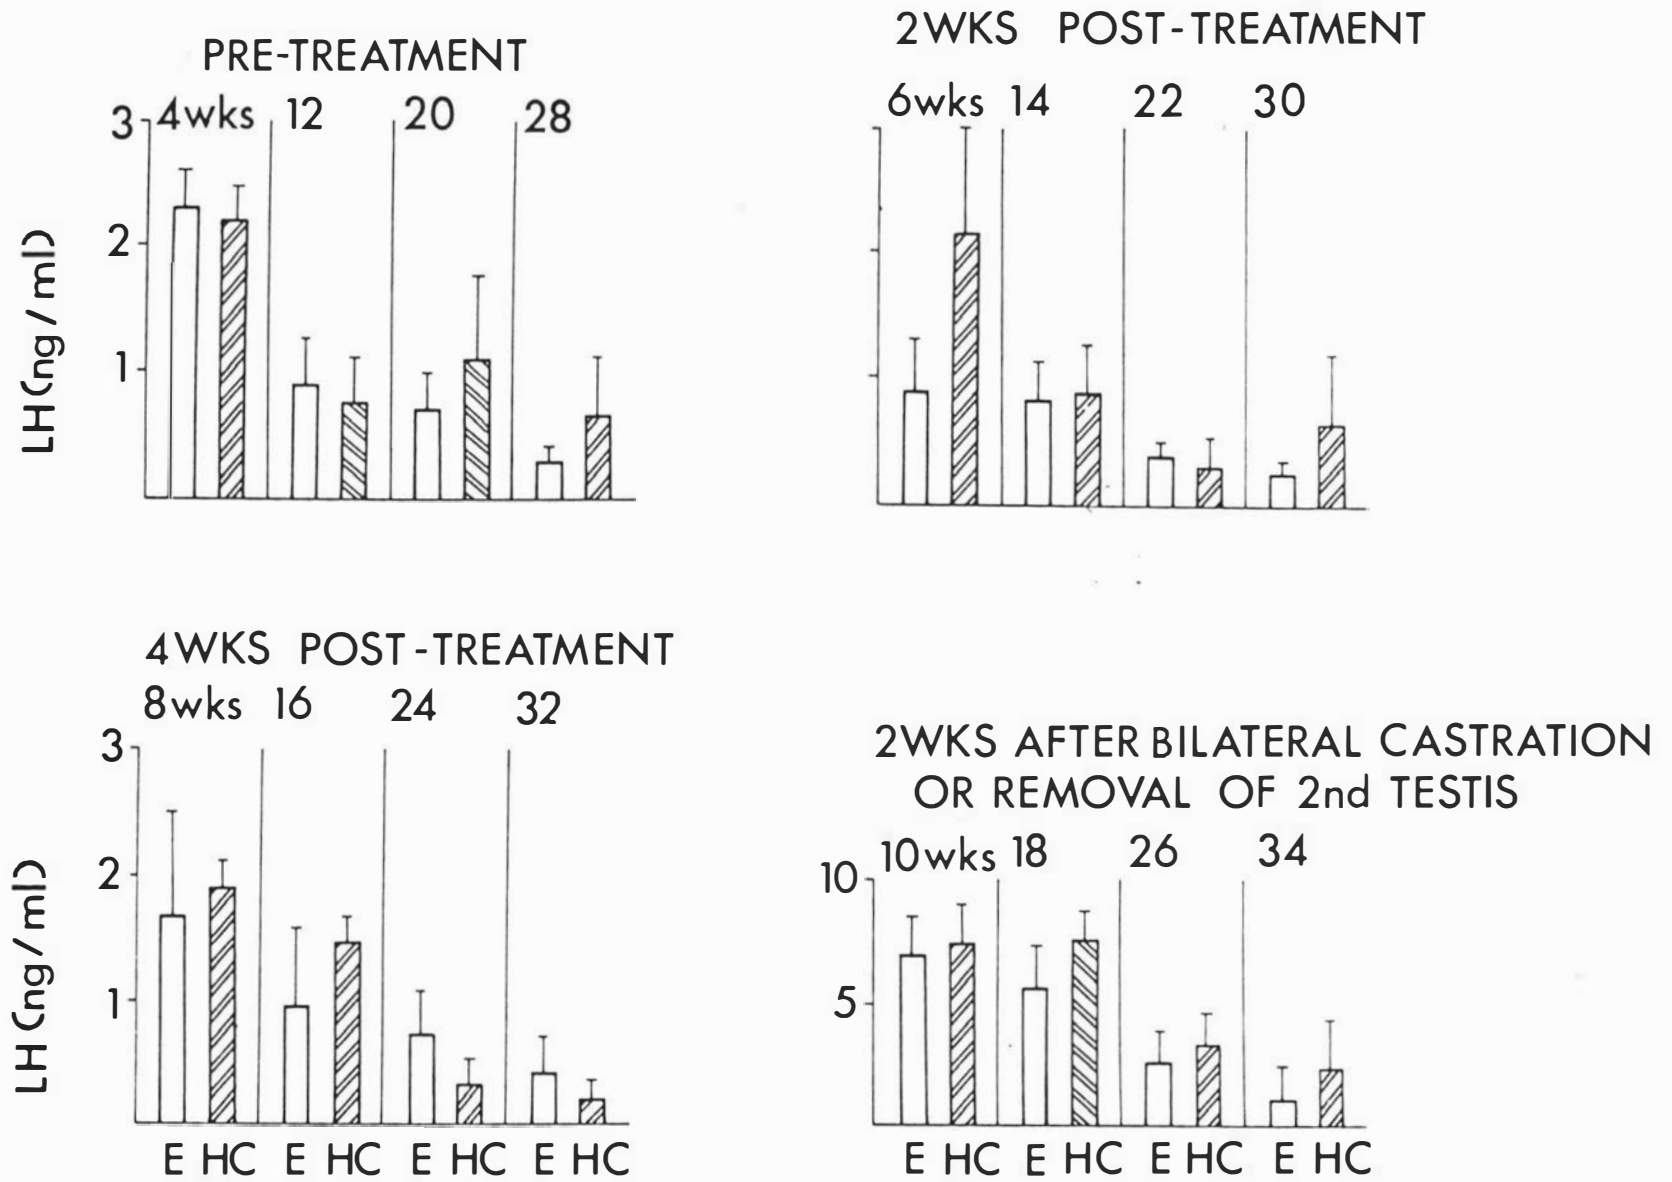 PRE-TREATMENT
4wks 12 20 28
3
2
1
LH (ng/ml)
2WKS POST-TREATMENT
6wks 14 22 30
4WKS POST-TREATMENT
8wks 16 24 32
3
2
1
LH (ng/ml)
E HC E HC E HC E HC
2WKS AFTER BILATERAL CASTRATION
OR REMOVAL OF 2nd TESTIS
10wks 18 26 34
10
5
E HC E HC E HC E HC